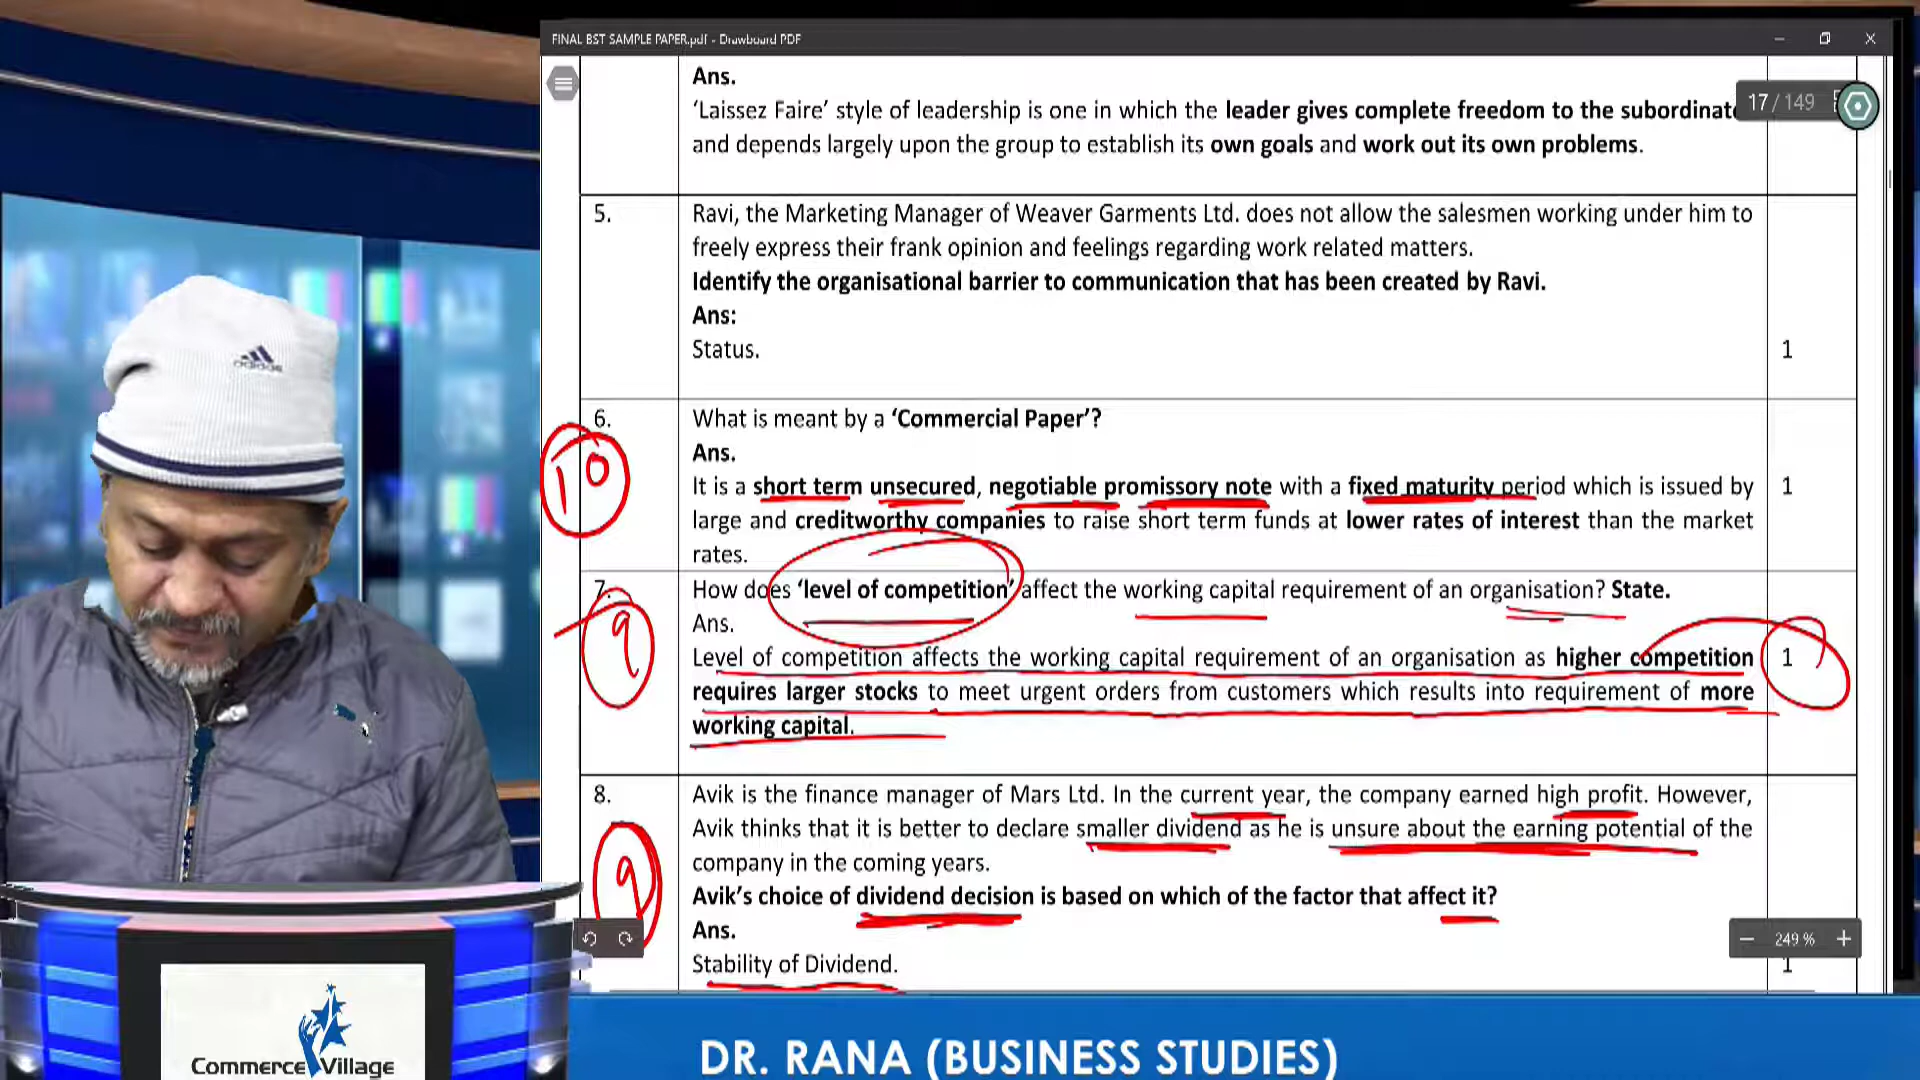 FINAL BST SAMPLE PAPER.pdf - Drawboard PDF
17 / 149
Ans.
‘Laissez Faire’ style of leadership is one in which the leader gives complete freedom to the
and depends largely upon the group to establish its own goals and work out its own problems.
5.
Ravi, the Marketing Manager of Weaver Garments Ltd. does not allow the salesmen working under him to
freely express their frank opinion and feelings regarding work related matters.
Identify the organisational barrier to communication that has been created by Ravi.
Ans:
Status.
1
6.
What is meant by a ‘Commercial Paper’?
Ans.
10
It is a short term unsecured, negotiable promissory note with a fixed maturity period which is issued by
1
large and creditworthy companies to raise short term funds at lower rates of interest than the market
rates.
7.
How does ‘level of competition’ affect the working capital requirement of an organisation? State.
Ans.
9
Level of competition affects the working capital requirement of an organisation as higher competition
1
requires larger stocks to meet urgent orders from customers which results into requirement of more
working capital.
8.
Avik is the finance manager of Mars Ltd. In the current year, the company earned high profit. However,
Avik thinks that it is better to declare smaller dividend as he is unsure about the earning potential of the
company in the coming years.
9
Avik’s choice of dividend decision is based on which of the factor that affect it?
Ans.
Stability of Dividend.
1
249 %
adidas
Commerce Village
DR. RANA (BUSINESS STUDIES)